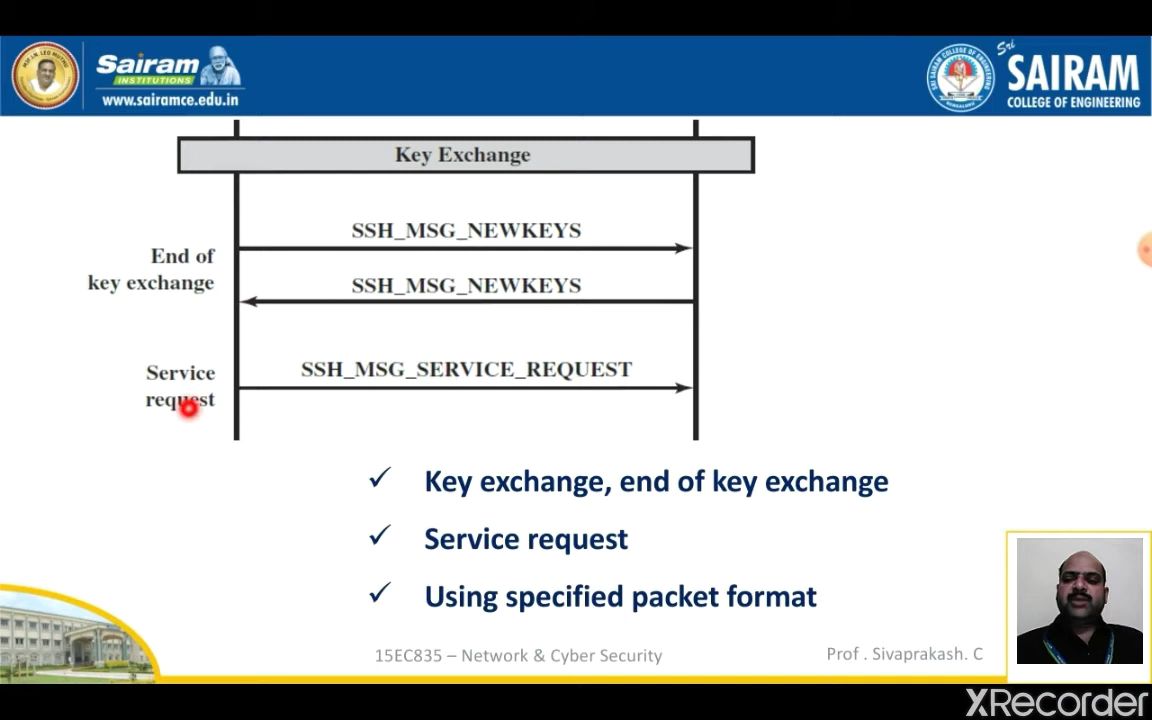 Sairam
INSTITUTIONS
www.sairamce.edu.in
Sri
SAIRAM
COLLEGE OF ENGINEERING
Key Exchange
SSH_MSG_NEWKEYS
End of
key exchange
SSH_MSG_NEWKEYS
Service
request
SSH_MSG_SERVICE_REQUEST
✓ Key exchange, end of key exchange
✓ Service request
✓ Using specified packet format
15EC835 – Network & Cyber Security
Prof . Sivaprakash. C
XRecorder